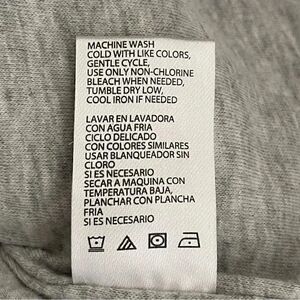 MACHINE WASH
COLD WITH LIKE COLORS,
GENTLE CYCLE,
USE ONLY NON-CHLORINE
BLEACH WHEN NEEDED,
TUMBLE DRY LOW,
COOL IRON IF NEEDED
LAVAR EN LAVADORA
CON AGUA FRIA
CICLO DELICADO
CON COLORES SIMILARES
USAR BLANQUEADOR SIN
CLORO
SI ES NECESARIO
SECAR A MAQUINA CON
TEMPERATURA BAJA,
PLANCHAR CON PLANCHA
FRIA
SI ES NECESARIO